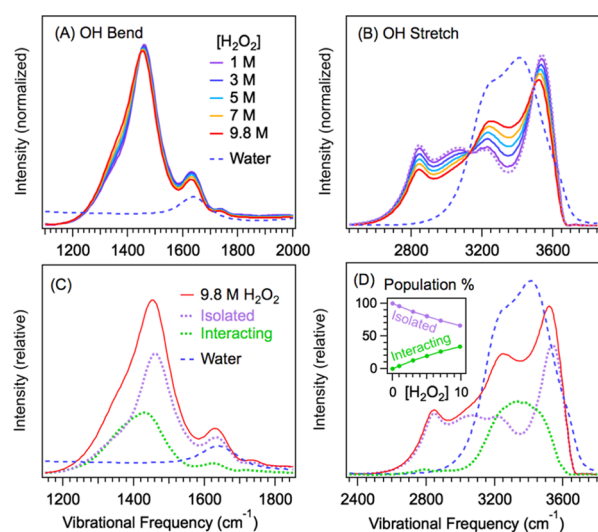 (A) OH Bend
[H2O2]
1 M
3 M
5 M
7 M
9.8 M
Water
Intensity (normalized)
1200 1400 1600 1800 2000
(B) OH Stretch
Intensity (normalized)
2800 3200 3600
(C)
9.8 M H2O2
Isolated
Interacting
Water
Intensity (relative)
1200 1400 1600 1800
Vibrational Frequency (cm-1)
(D)
Population %
100
50
0
Isolated
Interacting
0 [H2O2] 10
Intensity (relative)
2400 2800 3200 3600
Vibrational Frequency (cm-1)